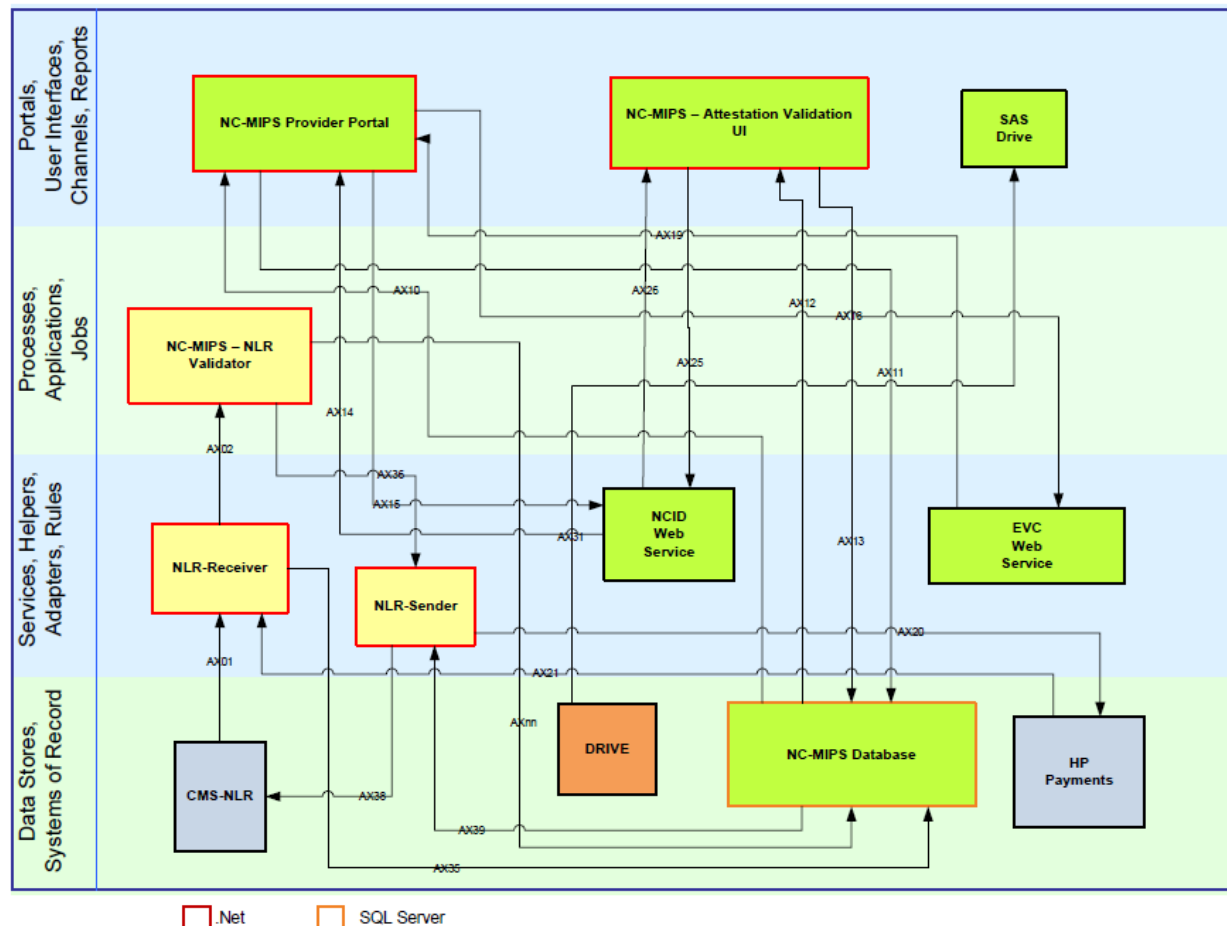 Portals,
User Interfaces,
Channels, Reports
NC-MIPS Provider Portal
NC-MIPS – Attestation Validation
UI
SAS
Drive
AX19
Processes,
Applications,
Jobs
AX10
AX26
AX12
AX16
NC-MIPS – NLR
Validator
AX25
AX11
AX14
AX02
Services, Helpers,
Adapters, Rules
AX36
AX15
NCID
Web
Service
AX31
AX13
EVC
Web
Service
NLR-Receiver
NLR-Sender
AX20
AX01
AX21
Data Stores,
Systems of Record
AXnn
DRIVE
NC-MIPS Database
HP
Payments
CMS-NLR
AX38
AX39
AX35
.Net
SQL Server